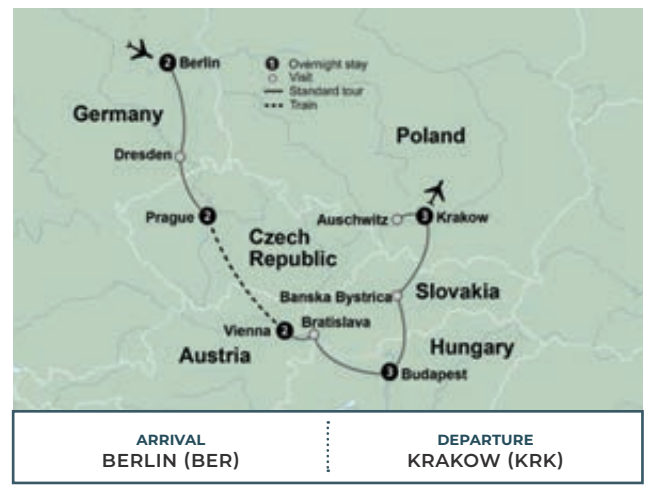 2 Berlin
1 Overnight stay
Visit
Standard tour
Train
Germany
Poland
Dresden
Prague 2
Auschwitz
3 Krakow
Czech
Republic
Banska Bystrica
Slovakia
Vienna 2
Bratislava
Austria
Hungary
3 Budapest
ARRIVAL
BERLIN (BER)
DEPARTURE
KRAKOW (KRK)